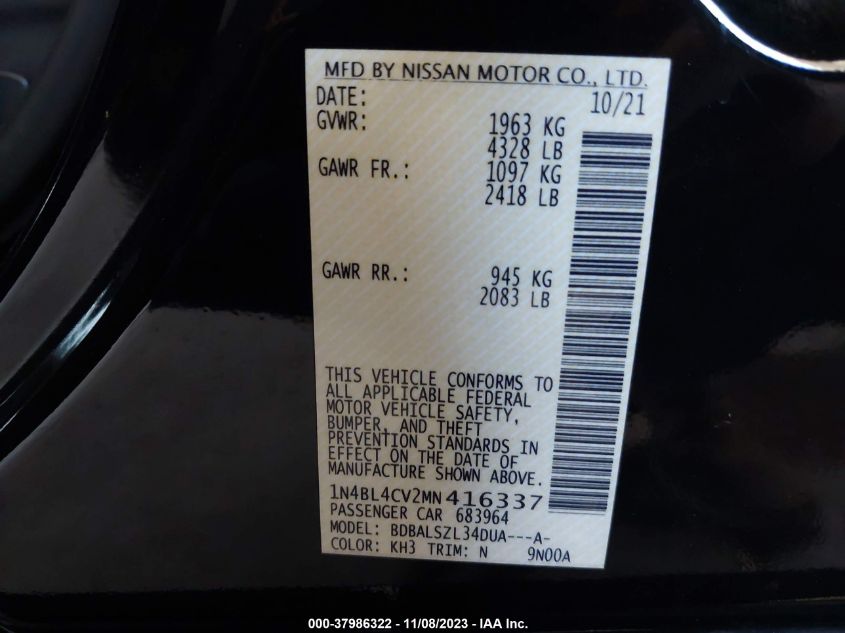 MFD BY NISSAN MOTOR CO., LTD.
DATE: 10/21
GVWR: 1963 KG
4328 LB
GAWR FR.: 1097 KG
2418 LB
GAWR RR.: 945 KG
2083 LB
THIS VEHICLE CONFORMS TO
ALL APPLICABLE FEDERAL
MOTOR VEHICLE SAFETY,
BUMPER, AND THEFT
PREVENTION STANDARDS IN
EFFECT ON THE DATE OF
MANUFACTURE SHOWN ABOVE.
1N4BL4CV2MN416337
PASSENGER CAR 683964
MODEL: BDBALSZL34DUA---A-
COLOR: KH3 TRIM: N 9N00A
000-37986322 - 11/08/2023 - IAA Inc.